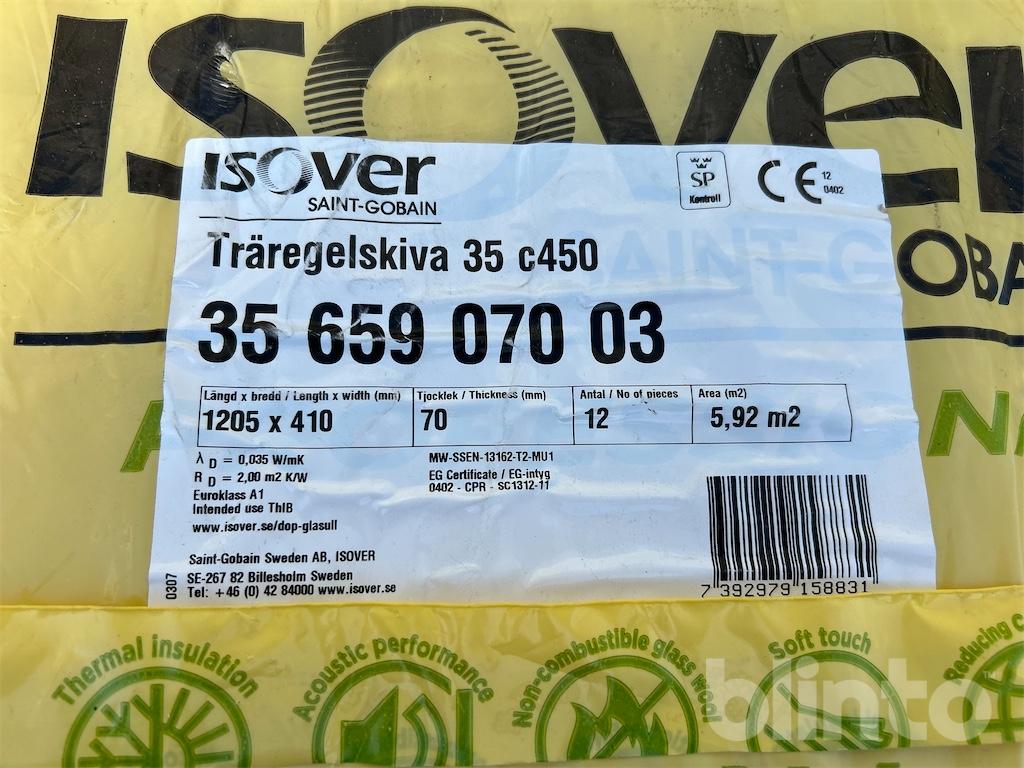 ISOVER
SAINT-GOBA
ISOVER
SAINT-GOBAIN
SP
Kontroll
CE
12
0402
Träregelskiva 35 c450
35 659 070 03
Längd x bredd / Length x width (mm)
1205 x 410
Tjocklek / Thickness (mm)
70
Antal / No of pieces
12
Area (m2)
5,92 m2
λ D = 0,035 W/mK
R D = 2,00 m2 K/W
Euroklass A1
Intended use ThIB
www.isover.se/dop-glasull
MW-SSEN-13162-T2-MU1
EG Certificate / EG-intyg
0402 - CPR - SC1312-11
Saint-Gobain Sweden AB, ISOVER
SE-267 82 Billesholm Sweden
Tel: + 46 (0) 42 84000 www.isover.se
0307
7 392979 158831
Thermal insulation
Acoustic performance
Non-combustible glass wool
Soft touch
Reducing
blinto